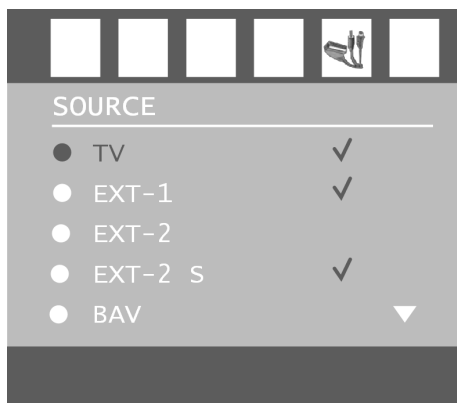 SOURCE
TV ✓
EXT-1 ✓
EXT-2
EXT-2 S ✓
BAV